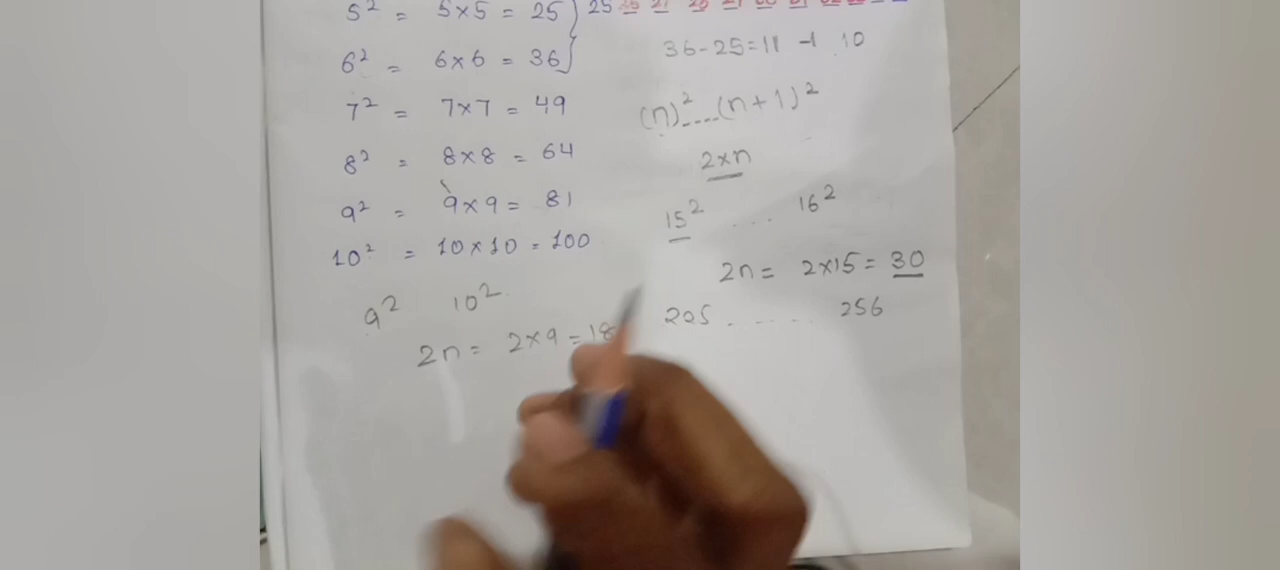 5² = 5×5 = 25 } 25
6² = 6×6 = 36
7² = 7×7 = 49
8² = 8×8 = 64
9² = 9×9 = 81
10² = 10×10 = 100
9² 10²
2n = 2×9 = 18
36-25=11 -1 10
(n)²....(n+1)²
2×n
15² .... 16²
2n = 2×15 = 30
225 ...... 256